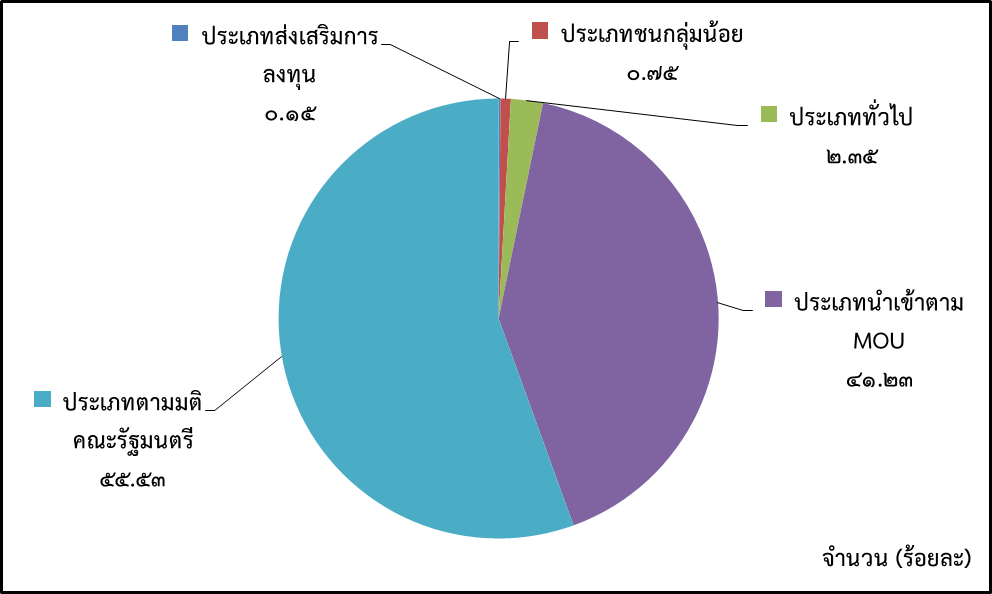 ประเภทส่งเสริมการ
ลงทุน
๐.๑๕
ประเภทชนกลุ่มน้อย
๐.๗๕
ประเภททั่วไป
๒.๓๕
ประเภทนำเข้าตาม
MOU
๔๑.๒๓
ประเภทตามมติ
คณะรัฐมนตรี
๕๕.๕๓
จำนวน (ร้อยละ)